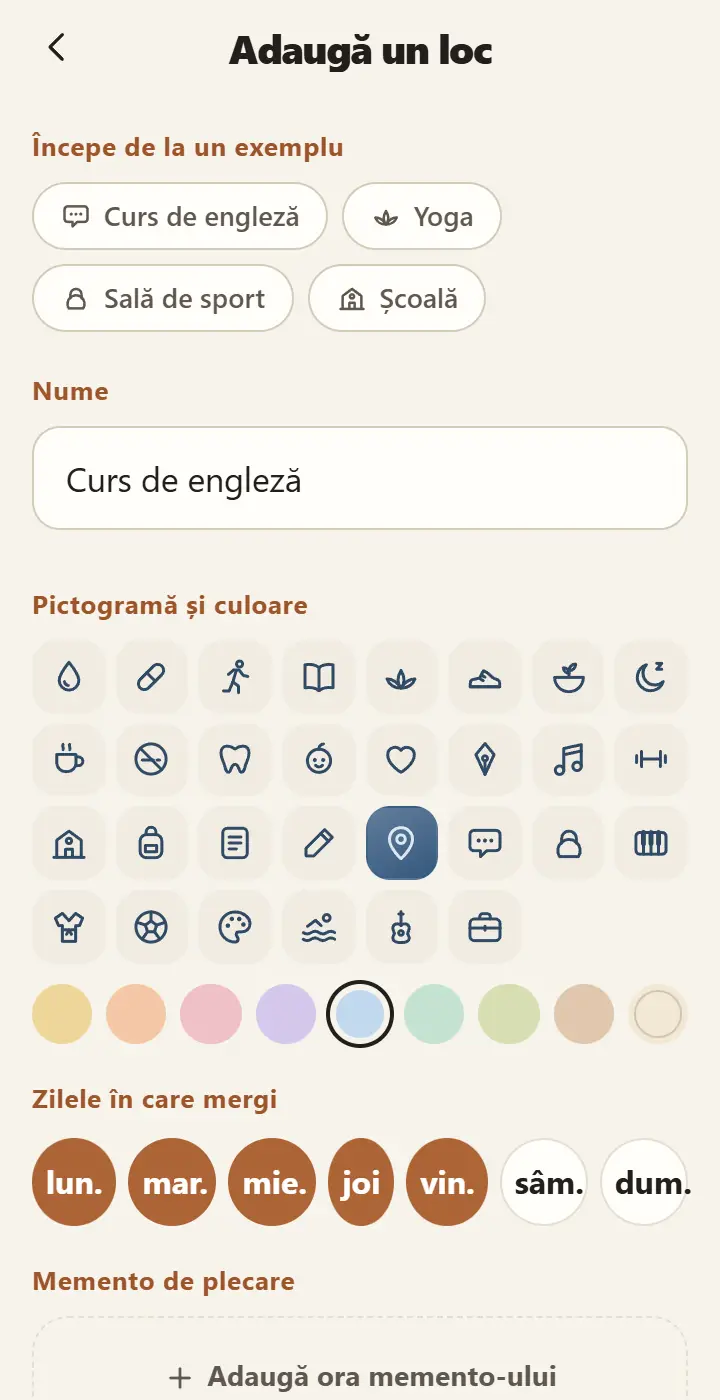 Adaugă un loc
Începe de la un exemplu
Curs de engleză
Yoga
Sală de sport
Școală
Nume
Curs de engleză
Pictogramă și culoare
Zilele în care mergi
lun. mar. mie. joi vin. sâm. dum.
Memento de plecare
+ Adaugă ora memento-ului